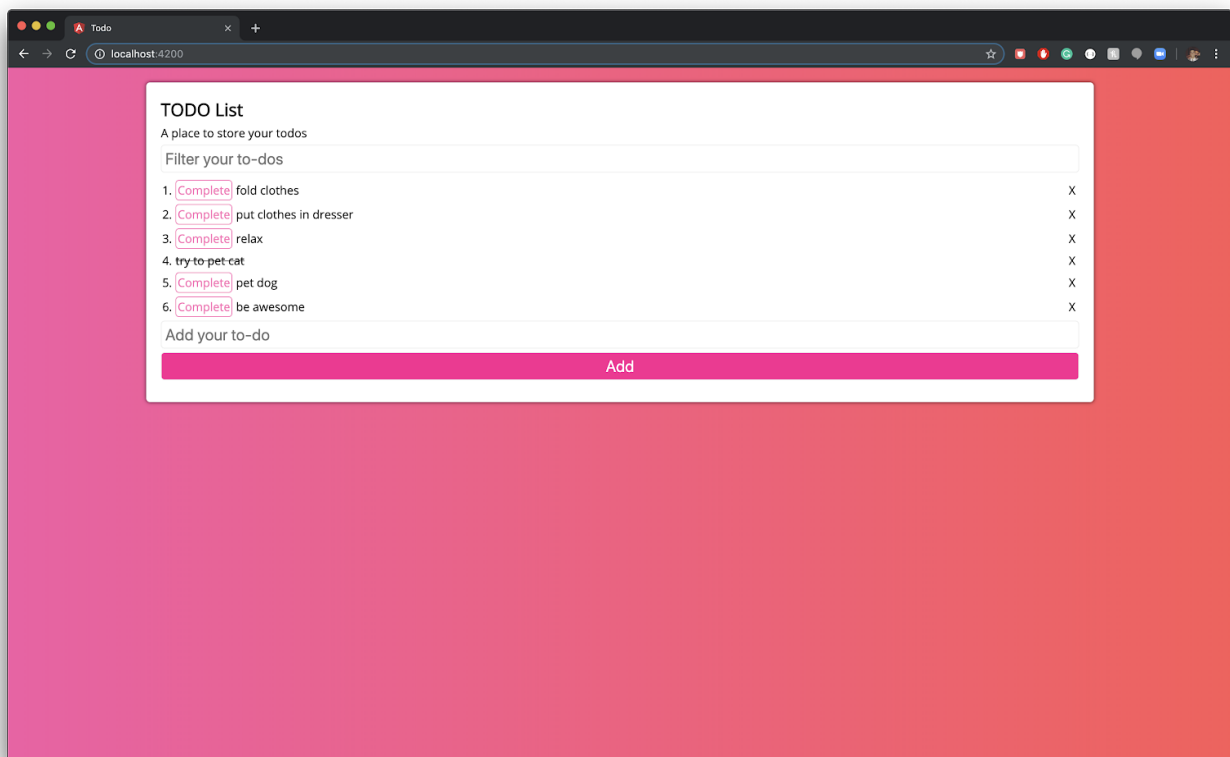 Todo
localhost:4200
TODO List
A place to store your todos
Filter your to-dos
1. Complete fold clothes X
2. Complete put clothes in dresser X
3. Complete relax X
4. try to pet cat X
5. Complete pet dog X
6. Complete be awesome X
Add your to-do
Add